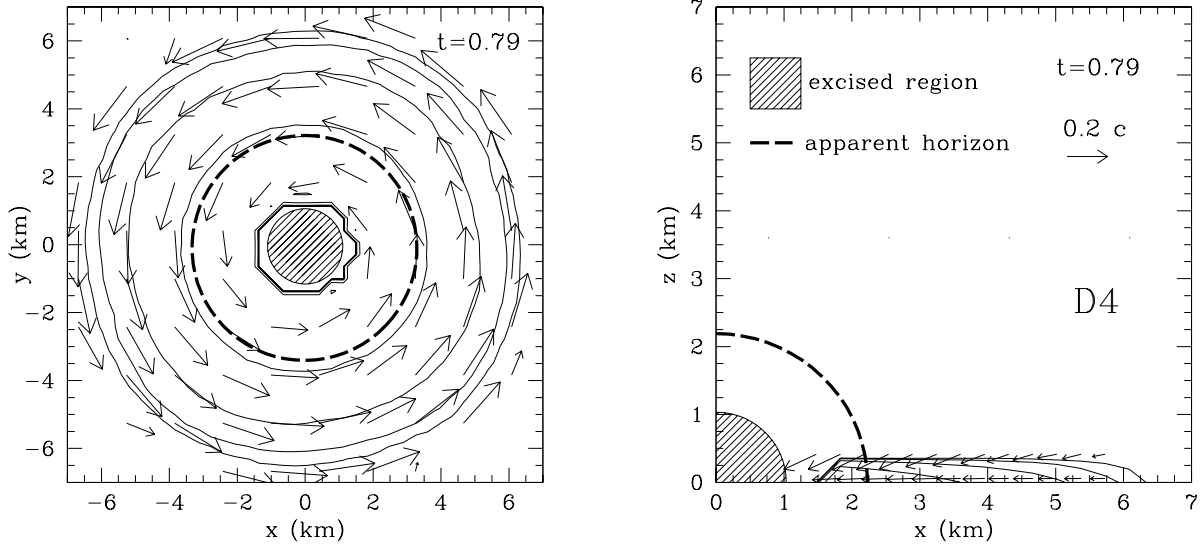 t=0.79
6
4
2
0
−2
−4
−6
y (km)
−6 −4 −2 0 2 4 6
x (km)
7
6
5
4
3
2
1
0
z (km)
excised region
t=0.79
apparent horizon
0.2 c
D4
0 1 2 3 4 5 6 7
x (km)